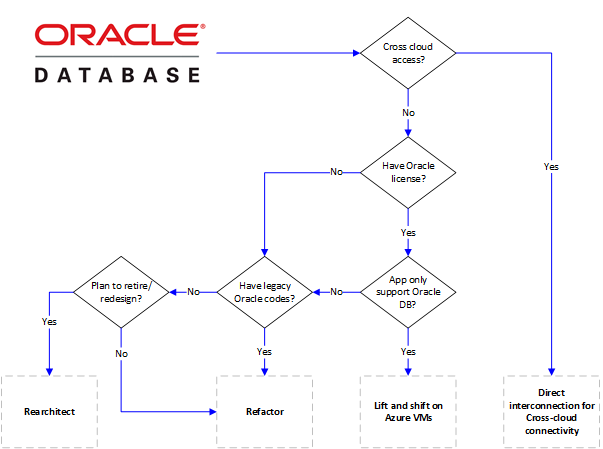 ORACLE®
DATABASE
Cross cloud
access?
No
Yes
Have Oracle
license?
No
Yes
Plan to retire/
redesign?
No
Have legacy
Oracle codes?
No
App only
support Oracle
DB?
Yes
No
Yes
Yes
Rearchitect
Refactor
Lift and shift on
Azure VMs
Direct
interconnection for
Cross-cloud
connectivity